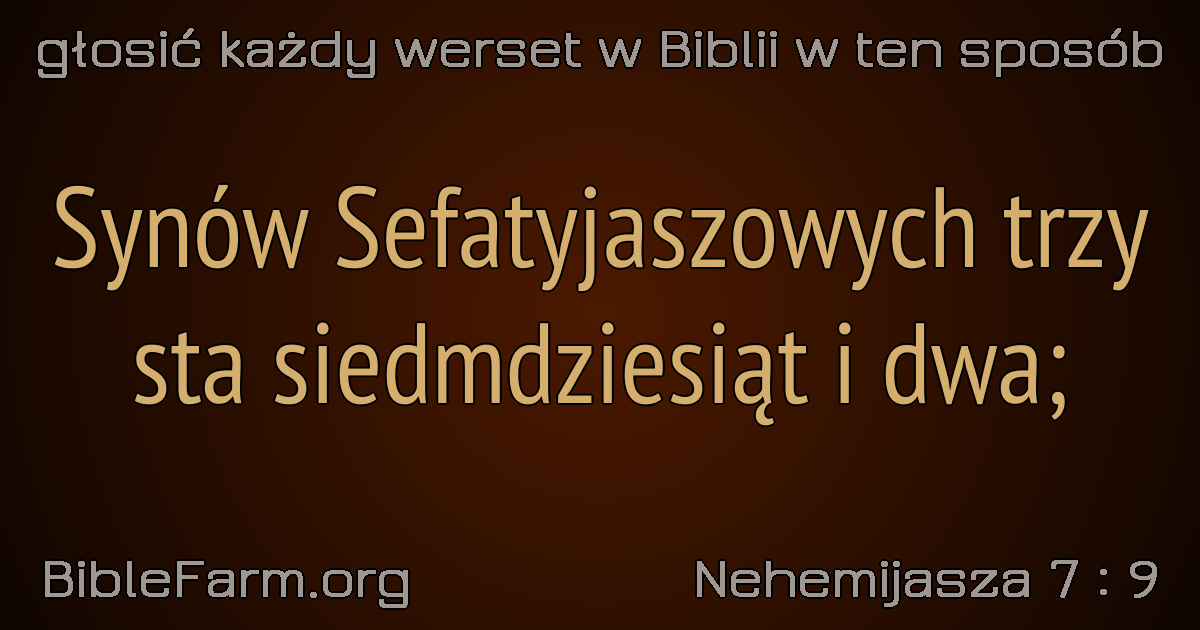 głosić każdy werset w Biblii w ten sposób
Synów Sefatyjaszowych trzy
sta siedmdziesiąt i dwa;
BibleFarm.org
Nehemijasza 7 : 9